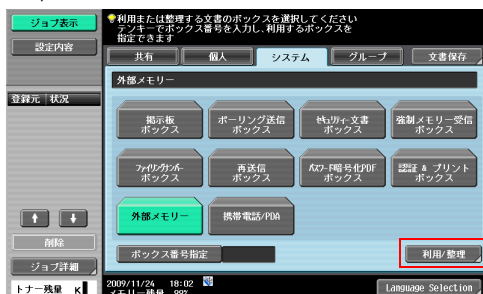 ジョブ表示
設定内容
利用または整理する文書のボックスを選択してください
テンキーでボックス番号を入力し、利用するボックスを
指定できます
共有
個人
システム
グループ
文書保存
外部メモリー
登録元 状況
掲示板
ボックス
ポーリング送信
ボックス
セキュリティー文書
ボックス
強制メモリー受信
ボックス
ファイリングナンバー
ボックス
再送信
ボックス
パスワード暗号化PDF
ボックス
認証 & プリント
ボックス
外部メモリー
携帯電話/PDA
削除
ボックス番号指定
利用/整理
ジョブ詳細
トナー残量 K
2009/11/24 18:02
メモリー残量 99%
Language Selection